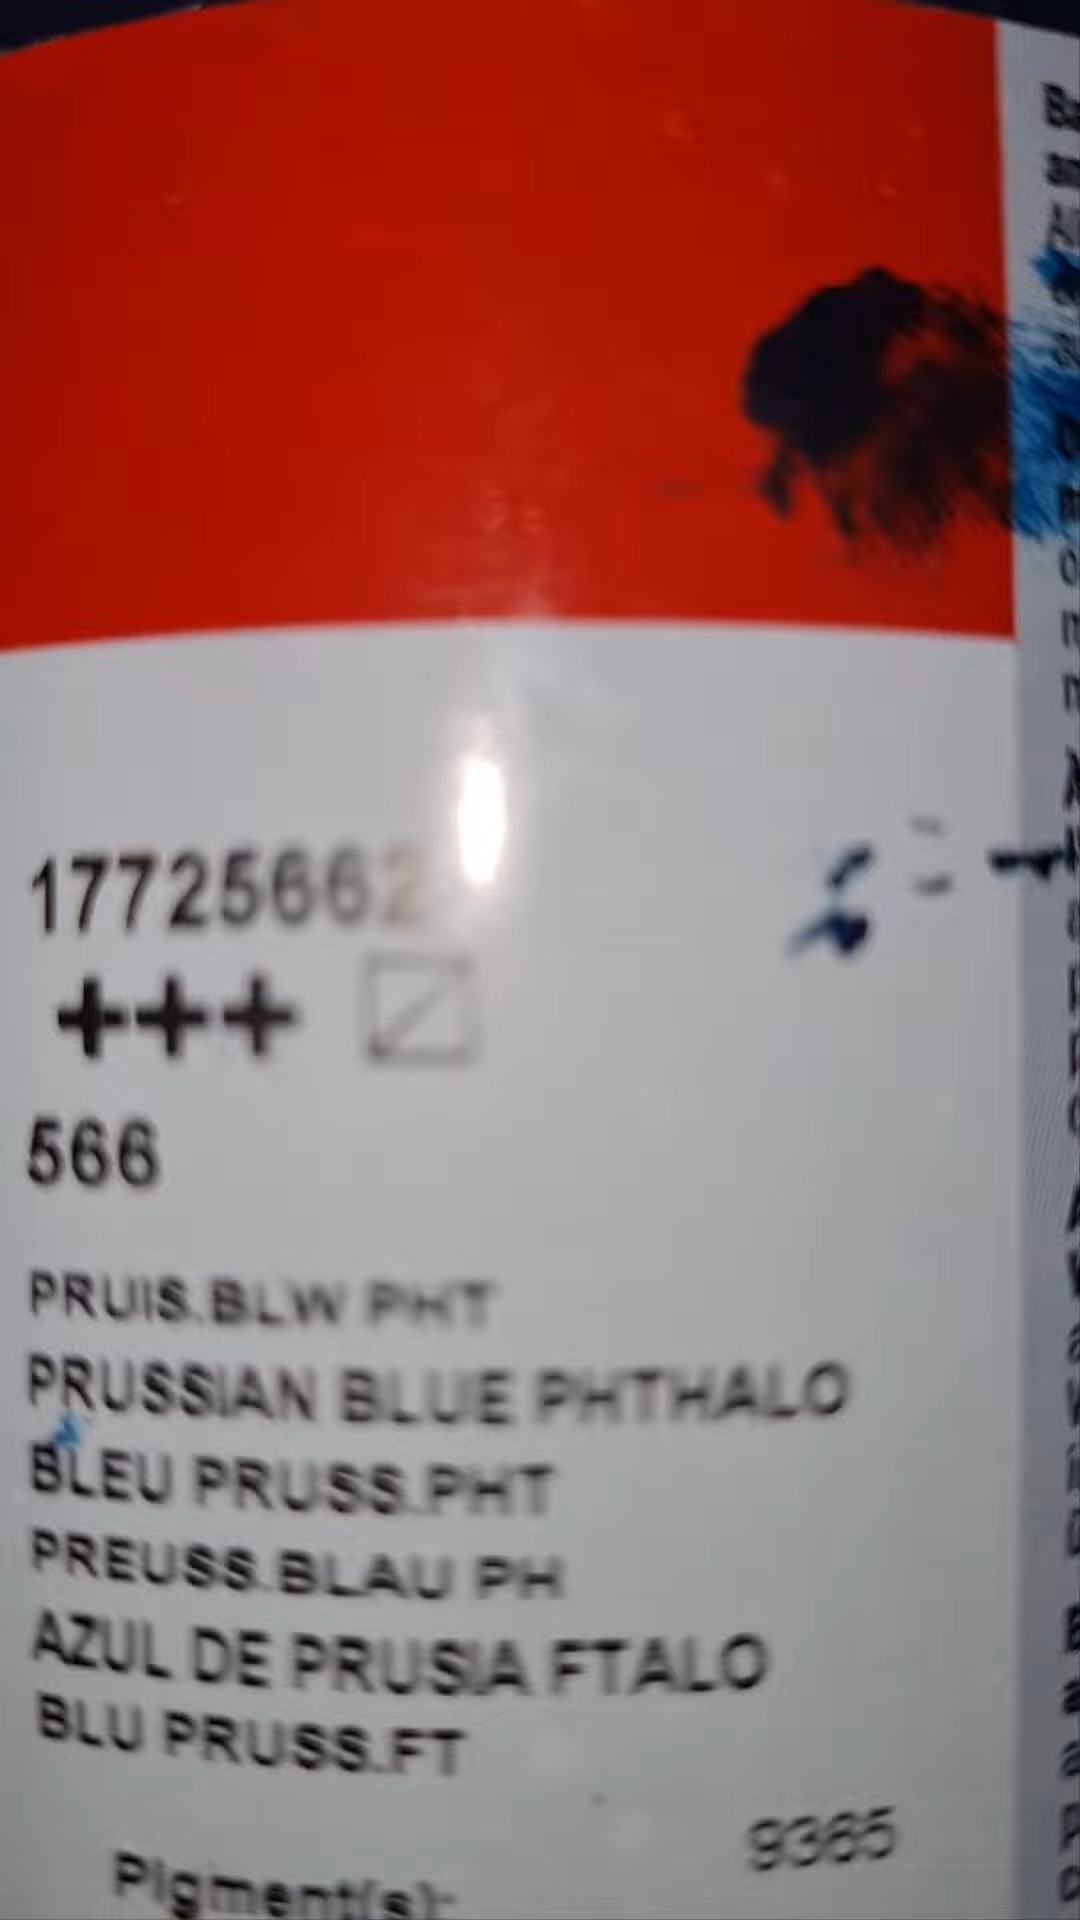 17725662
+++
566
PRUIS.BLW PHT
PRUSSIAN BLUE PHTHALO
BLEU PRUSS.PHT
PREUSS.BLAU PH
AZUL DE PRUSIA FTALO
BLU PRUSS.FT
9365
Pigment(s):